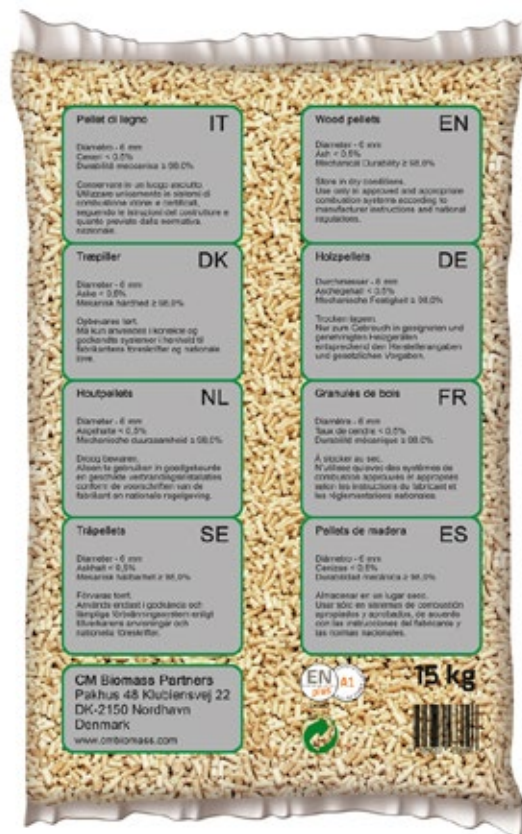 Pellet di legno
IT
Diametro - 6 mm
Ceneri < 0,5%
Durabilità meccanica ≥ 98,0%
Conservare in un luogo asciutto.
Utilizzare unicamente in sistemi di
combustione idonei e certificati,
seguendo le istruzioni del costruttore e
quanto previsto dalla normativa
nazionale.
Træpiller
DK
Diameter - 6 mm
Aske < 0,5%
Mekanisk hårdhed ≥ 98,0%
Opbevares tørt.
Må kun anvendes i korrekte og
godkendte systemer i henhold til
fabrikantens forskrifter og nationale
love.
Houtpellets
NL
Diameter - 6 mm
Asgehalte < 0,5%
Mechanische duurzaamheid ≥ 98,0%
Droog bewaren.
Alleen te gebruiken in goedgekeurde
en geschikte verbrandingsinstallaties
conform de voorschriften van de
fabrikant en nationale regelgeving.
Träpellets
SE
Diameter - 6 mm
Askhalt < 0,5%
Mekanisk hållbarhet ≥ 98,0%
Förvaras torrt.
Används endast i godkända och
lämpliga förbränningssystem enligt
tillverkarens anvisningar och
nationella föreskrifter.
CM Biomass Partners
Pakhus 48 Klubiensvej 22
DK-2150 Nordhavn
Denmark
www.cmbiomass.com
Wood pellets
EN
Diameter - 6 mm
Ash < 0,5%
Mechanical Durability ≥ 98,0%
Store in dry conditions.
Use only in approved and appropriate
combustion systems according to
manufacturer instructions and national
regulations.
Holzpellets
DE
Durchmesser - 6 mm
Aschegehalt < 0,5%
Mechanische Festigkeit ≥ 98,0%
Trocken lagern.
Nur zum Gebrauch in geeigneten und
genehmigten Heizgeräten
entsprechend den Herstellerangaben
und gesetzlichen Vorgaben.
Granulés de bois
FR
Diamètre - 6 mm
Taux de cendre < 0,5%
Durabilité mécanique ≥ 98,0%
À stocker au sec.
N'utilisez qu'avec des systèmes de
combustion approuvés et appropriés
selon les instructions du fabricant et
les réglementations nationales.
Pellets de madera
ES
Diámetro - 6 mm
Cenizas < 0,5%
Durabilidad mecánica ≥ 98,0%
Almacenar en un lugar seco.
Usar sólo en sistemas de combustión
apropiados y aprobados, de acuerdo
con las instrucciones del fabricante y
las normas nacionales.
EN
plus
A1
15 kg